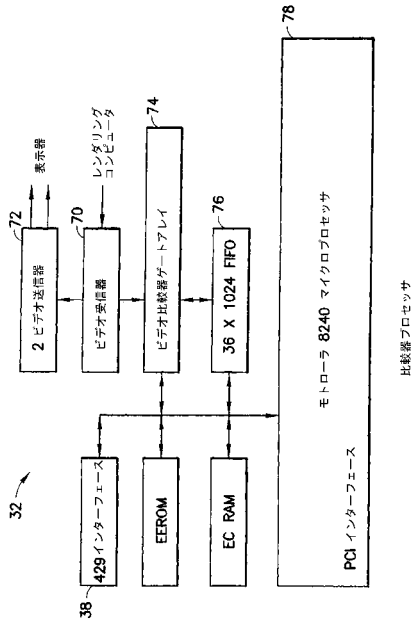 32
38
429 インターフェース
EEROM
EC RAM
72
2 ビデオ送信器
表示器
70
ビデオ受信器
レンダリング
コンピュータ
74
ビデオ比較器ゲートアレイ
76
36 X 1024 FIFO
78
モトローラ 8240 マイクロプロセッサ
PCI インターフェース
比較器プロセッサ